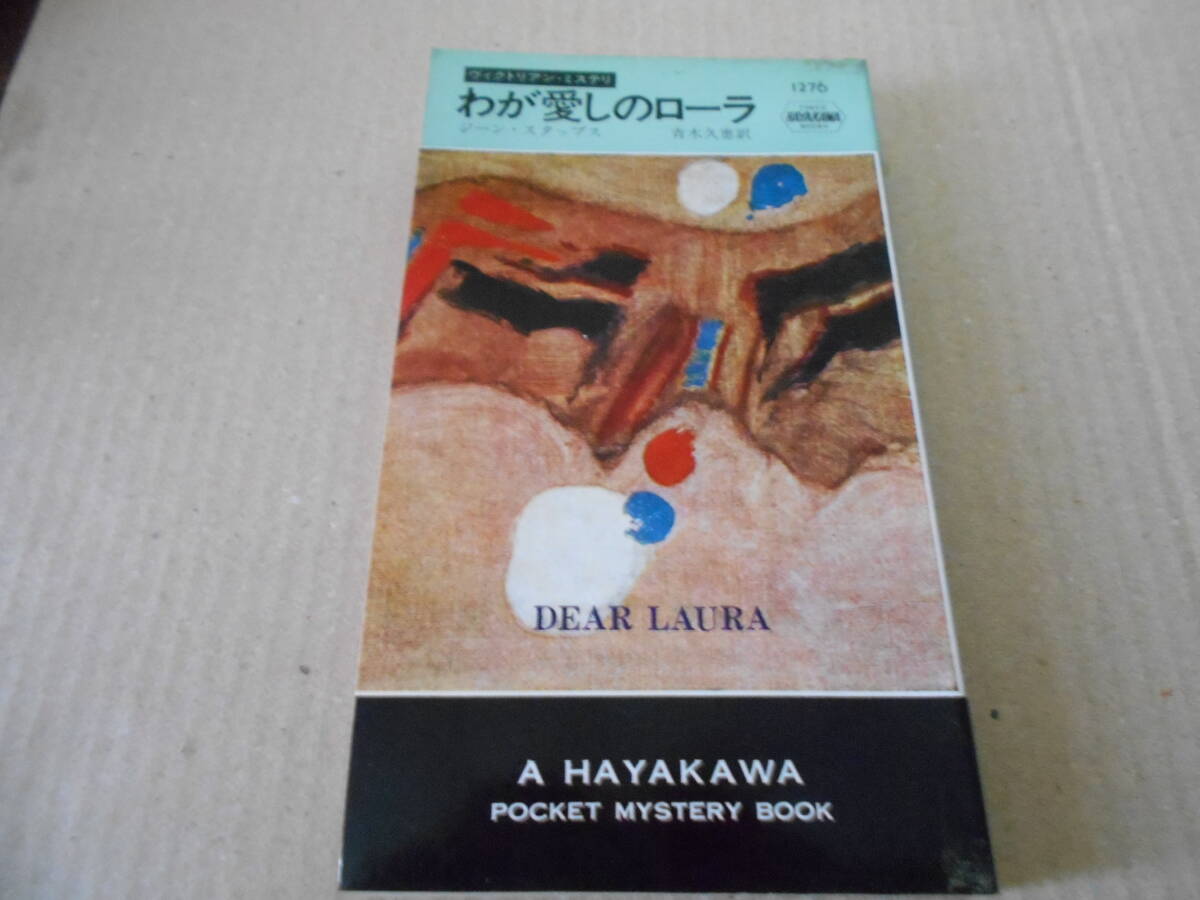 ヴィクトリアン・ミステリ
1276
わが愛しのローラ
ジーン・スタッブス 青木久恵訳
HAYAKAWA
DEAR LAURA
A HAYAKAWA
POCKET MYSTERY BOOK